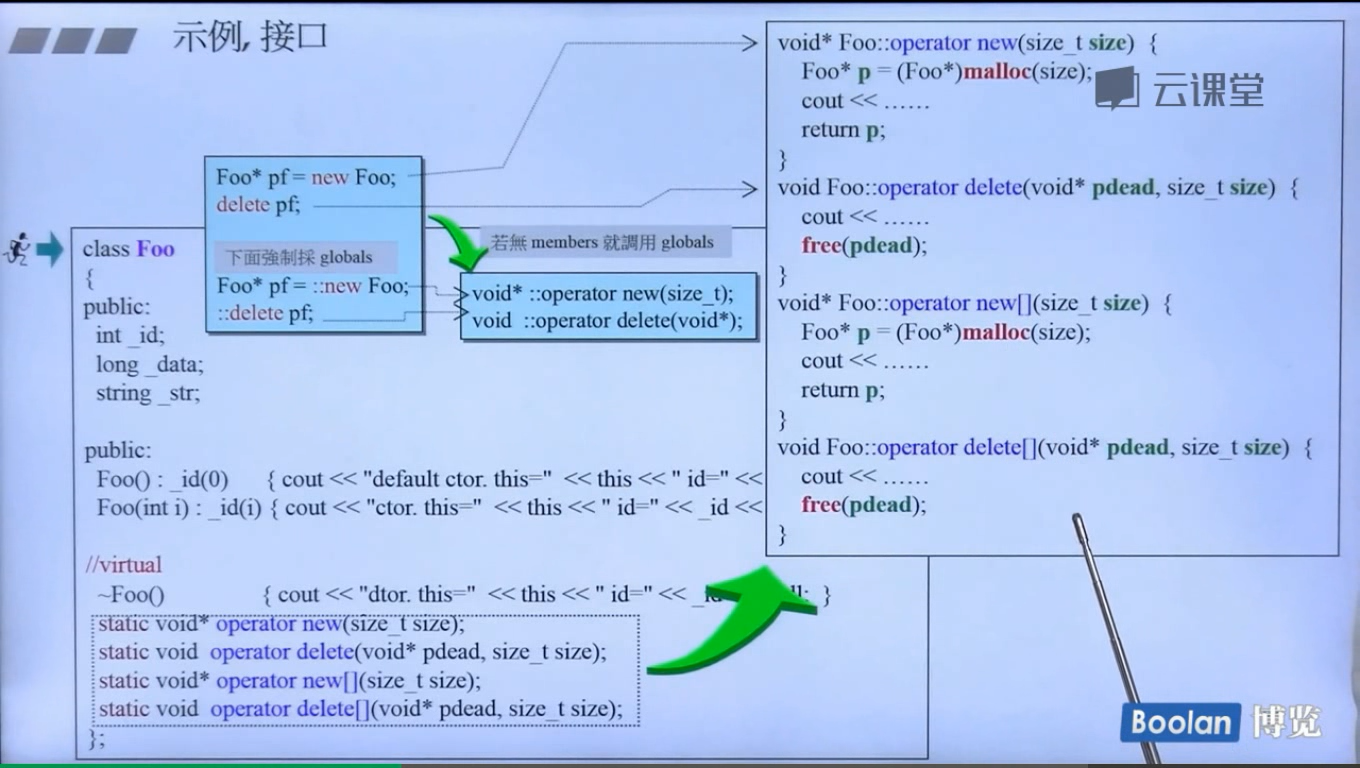 示例, 接口
void* Foo::operator new(size_t size) {
Foo* p = (Foo*)malloc(size);
cout << ……
return p;
}
void Foo::operator delete(void* pdead, size_t size) {
cout << ……
free(pdead);
}
void* Foo::operator new[](size_t size) {
Foo* p = (Foo*)malloc(size);
cout << ……
return p;
}
void Foo::operator delete[](void* pdead, size_t size) {
cout << ……
free(pdead);
}
云课堂
Foo* pf = new Foo;
delete pf;
下面強制採 globals
Foo* pf = ::new Foo;
::delete pf;
若無 members 就調用 globals
void* ::operator new(size_t);
void ::operator delete(void*);
class Foo
{
public:
int _id;
long _data;
string _str;
public:
Foo() : _id(0) { cout << "default ctor. this=" << this << " id=" <<
Foo(int i) : _id(i) { cout << "ctor. this=" << this << " id=" << _id <<
//virtual
~Foo() { cout << "dtor. this=" << this << " id=" << }
static void* operator new(size_t size);
static void operator delete(void* pdead, size_t size);
static void* operator new[](size_t size);
static void operator delete[](void* pdead, size_t size);
};
Boolan 博览